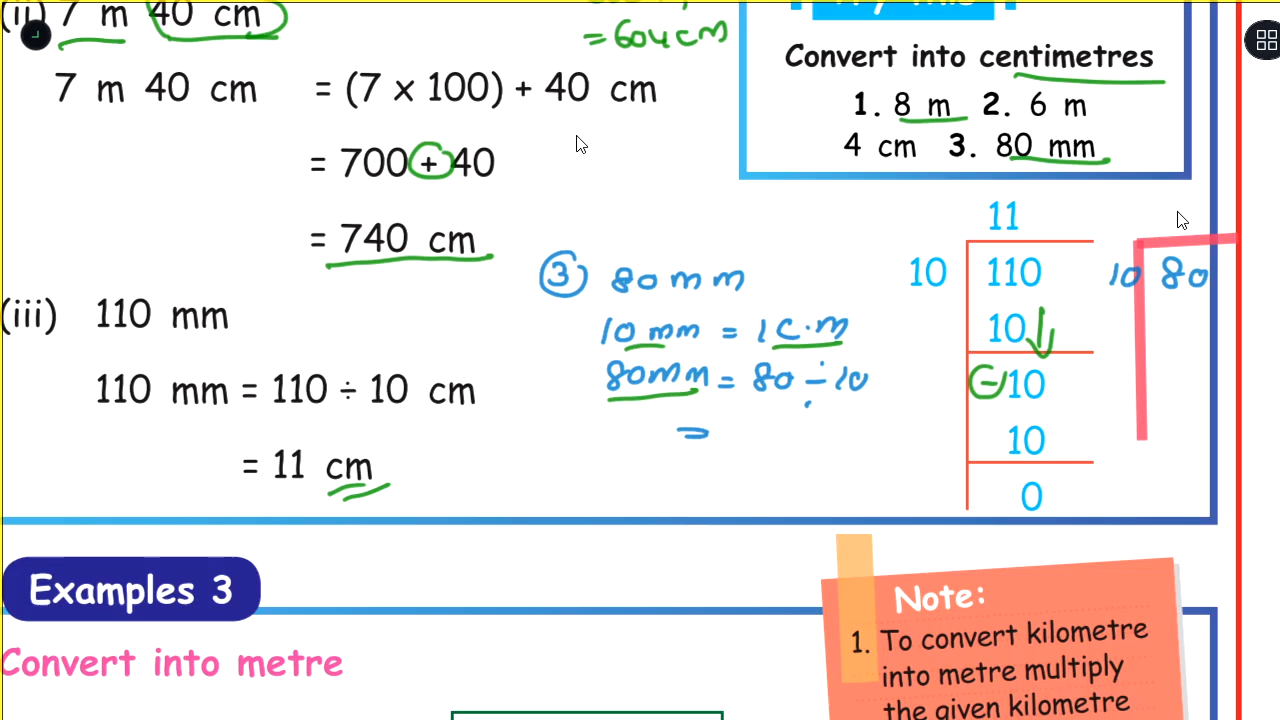 (ii) 7 m 40 cm
= 604 cm
7 m 40 cm = (7 x 100) + 40 cm
= 700 + 40
= 740 cm
(iii) 110 mm
110 mm = 110 ÷ 10 cm
= 11 cm
Try This
Convert into centimetres
1. 8 m 2. 6 m
4 cm 3. 80 mm
3 80 mm
10 mm = 1 c.m
80mm = 80 ÷ 10
=
11
10 110
10
-10
10
0
10 80
Examples 3
Convert into metre
Note:
1. To convert kilometre
into metre multiply
the given kilometre